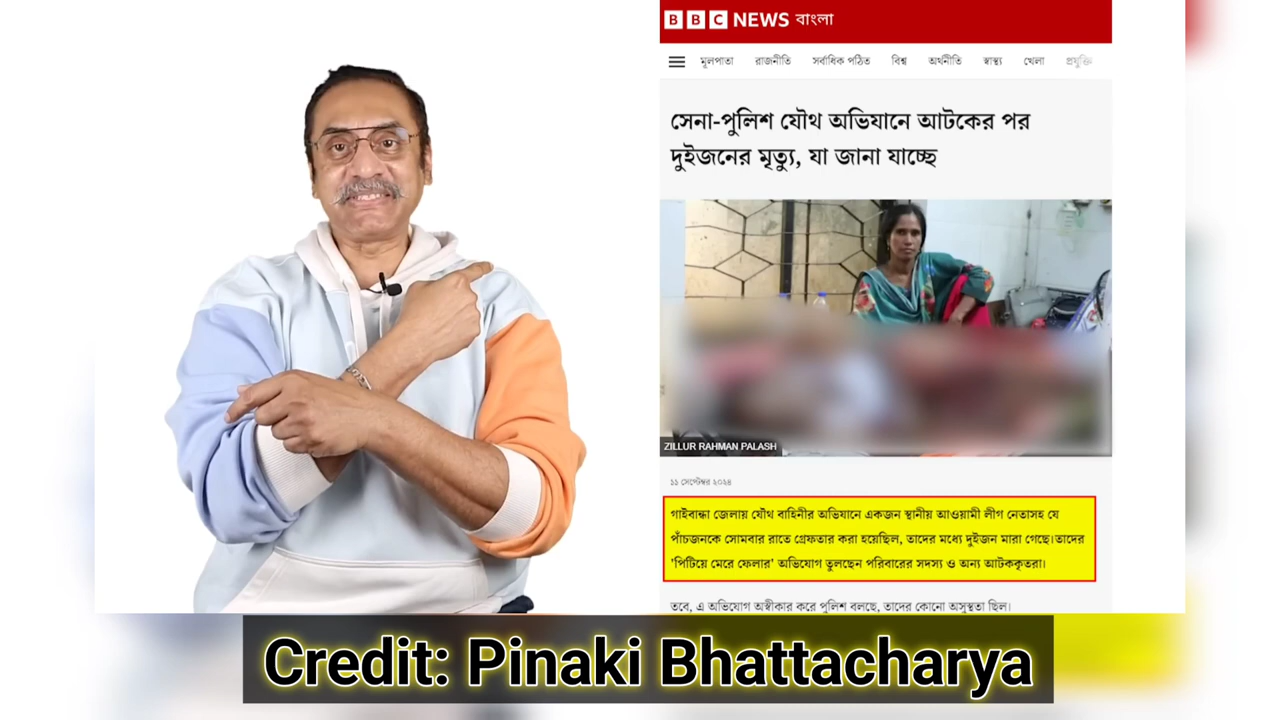 BBC NEWS বাংলা
মূলপাতা রাজনীতি সর্বাধিক পঠিত বিশ্ব অর্থনীতি স্বাস্থ্য খেলা প্রযুক্তি
সেনা-পুলিশ যৌথ অভিযানে আটকের পর
দুইজনের মৃত্যু, যা জানা যাচ্ছে
ZILLUR RAHMAN PALASH
১১ সেপ্টেম্বর ২০২৪
গাইবান্ধা জেলায় যৌথ বাহিনীর অভিযানে একজন স্থানীয় আওয়ামী লীগ নেতাসহ যে
পাঁচজনকে সোমবার রাতে গ্রেফতার করা হয়েছিল, তাদের মধ্যে দুইজন মারা গেছে।তাদের
'পিটিয়ে মেরে ফেলার' অভিযোগ তুলছেন পরিবারের সদস্য ও অন্য আটককৃতরা।
তবে, এ অভিযোগ অস্বীকার করে পুলিশ বলছে, তাদের কোনো অসুস্থতা ছিল।
Credit: Pinaki Bhattacharya